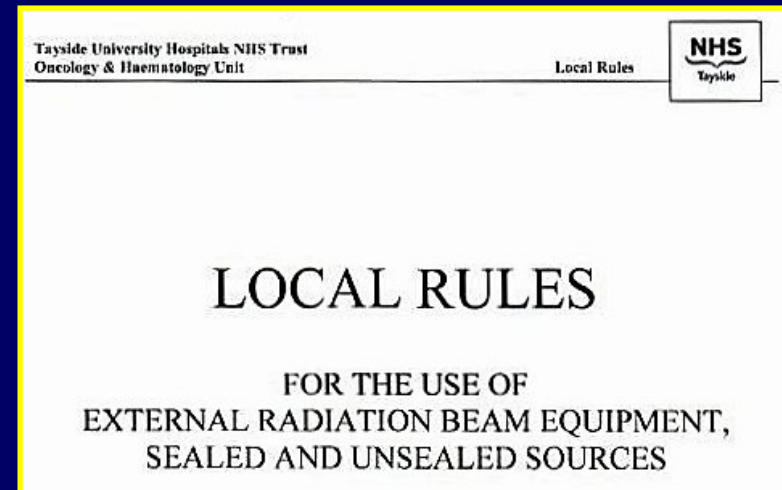 Tayside University Hospitals NHS Trust
Oncology & Haematology Unit
Local Rules
NHS
Tayside
LOCAL RULES
FOR THE USE OF
EXTERNAL RADIATION BEAM EQUIPMENT,
SEALED AND UNSEALED SOURCES